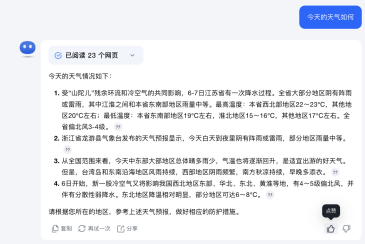 今天的天气如何
已阅读 23 个网页
今天的天气情况如下：
1. 受“山陀儿”残余环流和冷空气的共同影响，6-7日江苏省有一次降水过程。全省大部分地区阴有阵雨
或雷雨，其中江淮之间和本省东南部地区雨量中等。最高温度：本省西北部地区22～23℃，其他地
区20℃左右；最低温度：本省东南部地区19℃左右，淮北地区15～16℃，其他地区17℃左右。全
省偏北风3-4级。
2. 浙江省龙游县气象台发布的天气预报显示，今天白天到夜里阴有阵雨或雷雨，部分地区雨量中等。
3. 从全国范围来看，今天中东部大部地区总体晴多雨少，气温也将逐渐回升，是适宜出游的好天气。
但是，台湾岛和东南沿海地区风雨持续，西部地区阴雨频繁，南方秋凉持续，早晚多添衣。
4. 6日开始，新一股冷空气又将影响我国西北地区东部、华北、东北、黄淮等地，有4~5级偏北风，并
伴有分散性弱降水。东北地区降温相对明显，部分地区可达6～8℃。
请根据您所在的地区，参考上述天气预报，做好相应的防护措施。
点赞
复制 再试一次 分享